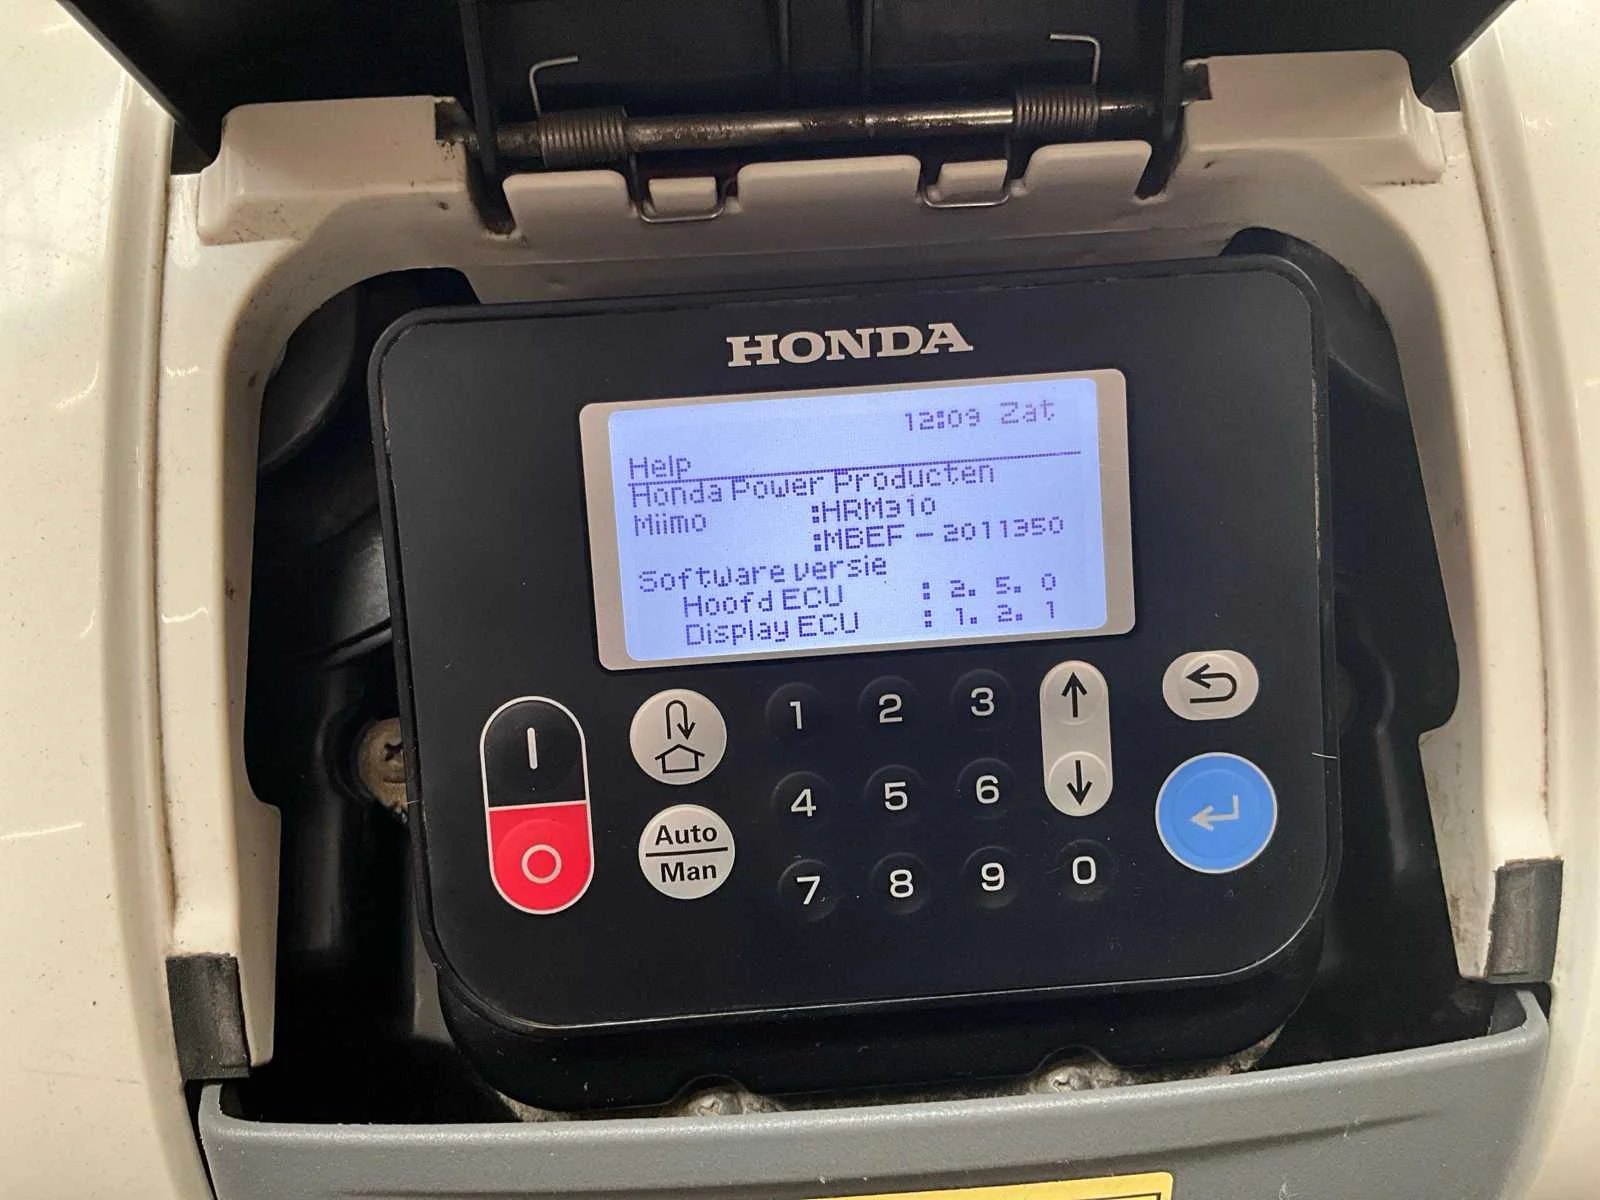 HONDA
12:09 Zat
Help
Honda Power Producten
Miimo :HRM310
:MBEF - 2011350
Software versie
Hoofd ECU : 2. 5. 0
Display ECU : 1. 2. 1
1 2 3
4 5 6
Auto
Man
7 8 9 0